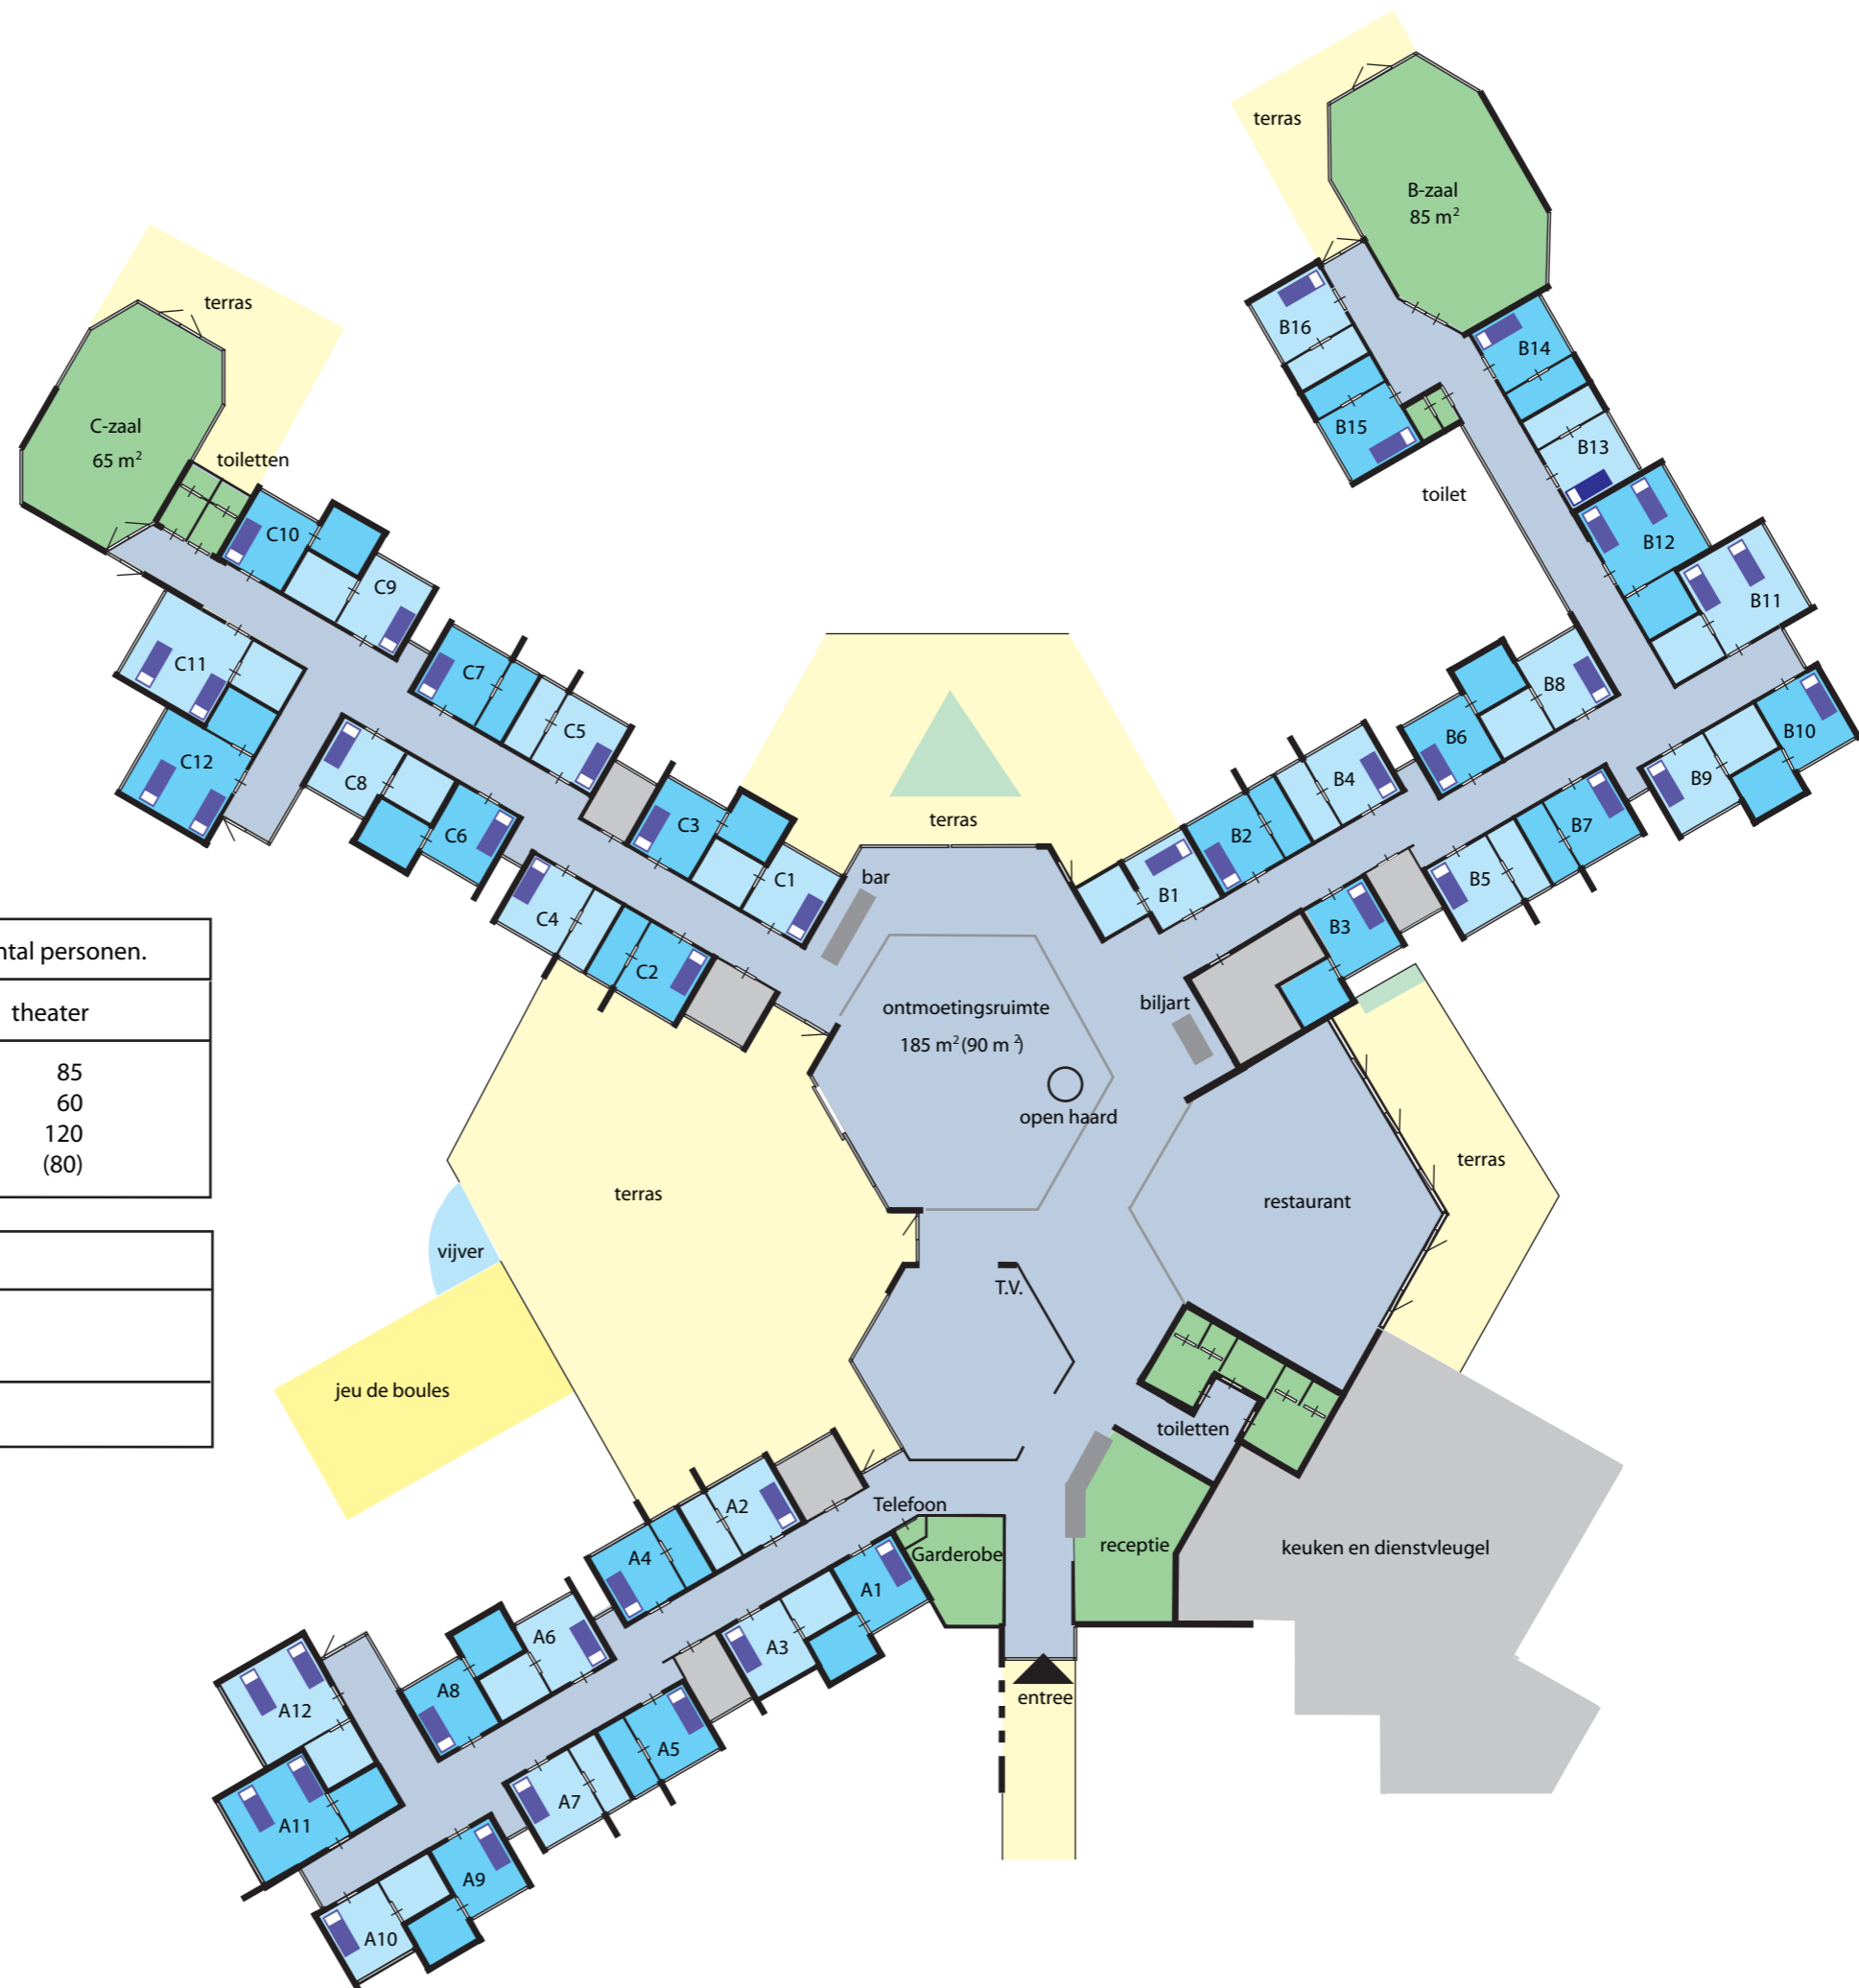 terras
B-zaal
85 m²
B16
B14
B15
B13
toilet
B12
B11
B10
B9
B8
B6
B7
B4
B5
B2
B3
B1
terras
C-zaal
65 m²
toiletten
C10
C9
C11
C12
C7
C5
C8
C6
C3
C1
C4
C2
terras
bar
ontmoetingsruimte
185 m² (90 m²)
open haard
biljart
restaurant
terras
terras
vijver
jeu de boules
T.V.
toiletten
Telefoon
Garderobe
receptie
keuken en dienstvleugel
entree
A2
A4
A1
A3
A6
A8
A5
A7
A12
A11
A9
A10
ntal personen.
theater
85
60
120
(80)